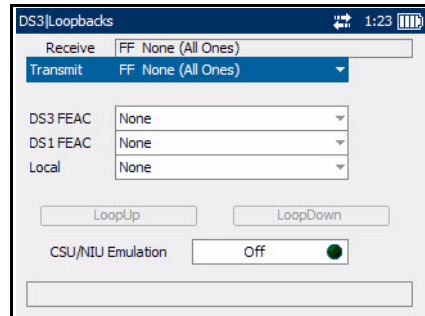 DS3|Loopbacks 1:23
Receive FF None (All Ones)
Transmit FF None (All Ones)
DS3 FEAC None
DS1 FEAC None
Local None
LoopUp LoopDown
CSU/NIU Emulation Off